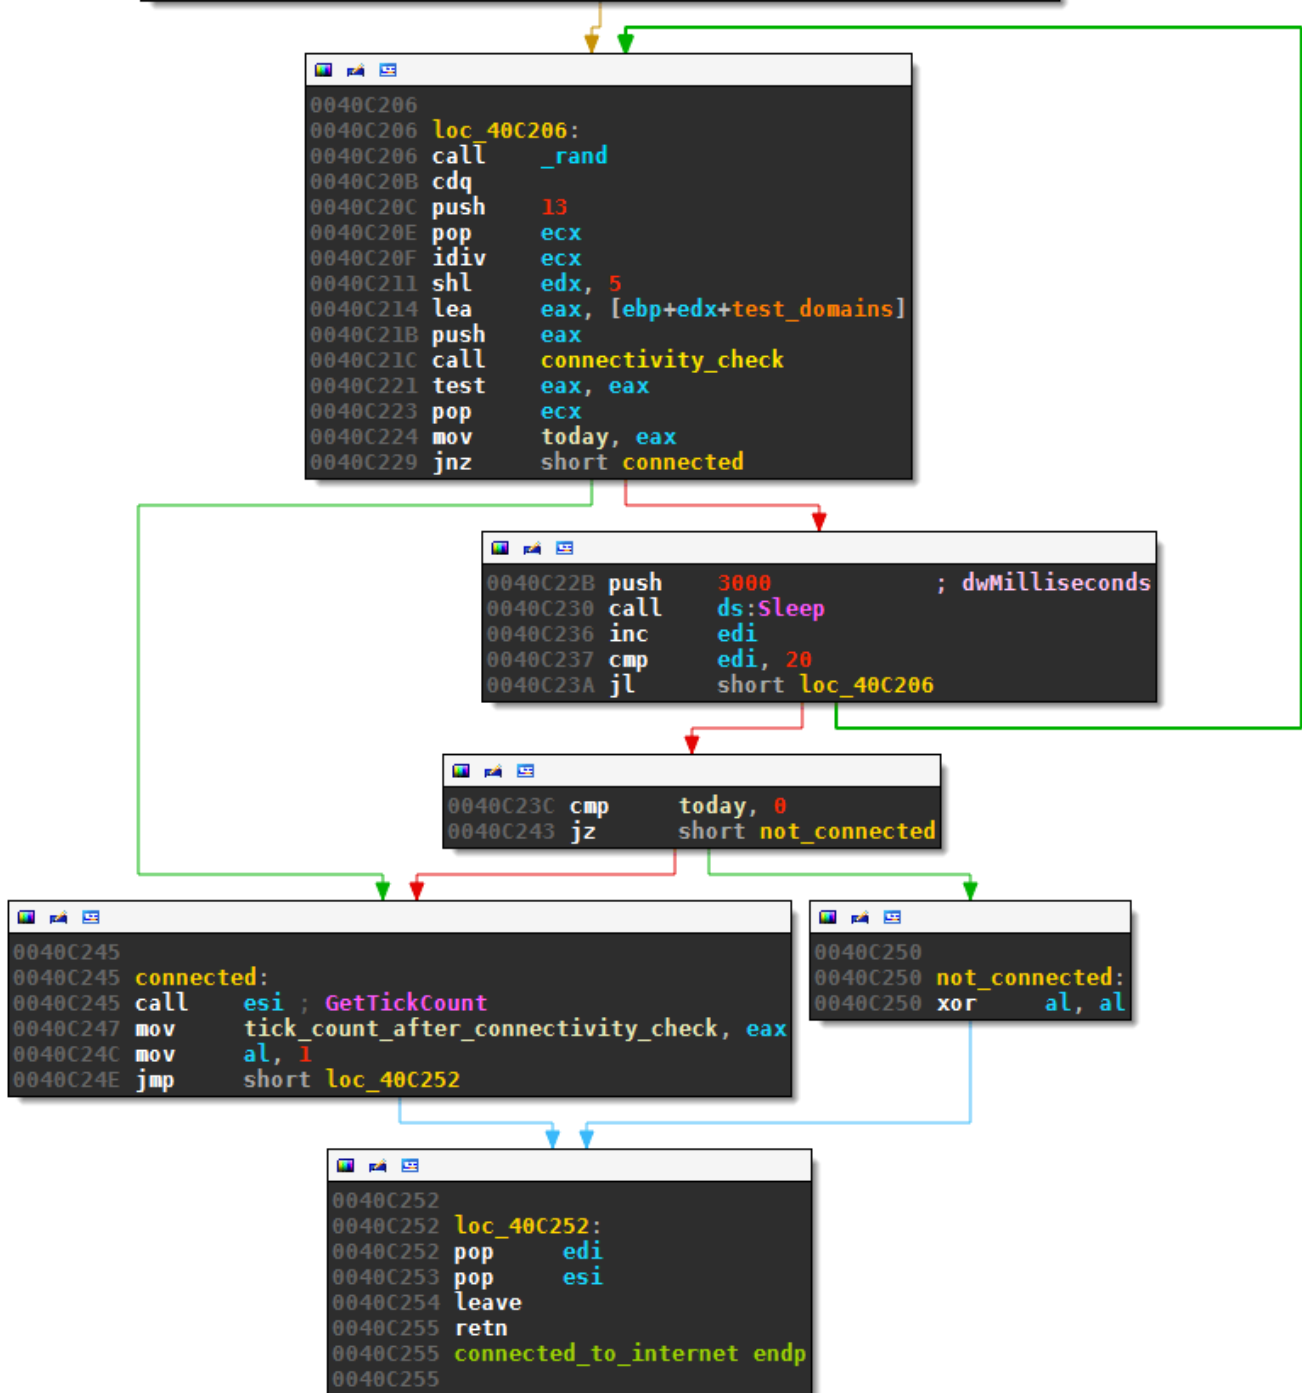 0040C206
0040C206 loc_40C206:
0040C206 call _rand
0040C20B cdq
0040C20C push 13
0040C20E pop ecx
0040C20F idiv ecx
0040C211 shl edx, 5
0040C214 lea eax, [ebp+edx+test_domains]
0040C21B push eax
0040C21C call connectivity_check
0040C221 test eax, eax
0040C223 pop ecx
0040C224 mov today, eax
0040C229 jnz short connected
0040C22B push 3000 ; dwMilliseconds
0040C230 call ds:Sleep
0040C236 inc edi
0040C237 cmp edi, 20
0040C23A jl short loc_40C206
0040C23C cmp today, 0
0040C243 jz short not_connected
0040C245
0040C245 connected:
0040C245 call esi ; GetTickCount
0040C247 mov tick_count_after_connectivity_check, eax
0040C24C mov al, 1
0040C24E jmp short loc_40C252
0040C250
0040C250 not_connected:
0040C250 xor al, al
0040C252
0040C252 loc_40C252:
0040C252 pop edi
0040C253 pop esi
0040C254 leave
0040C255 retn
0040C255 connected_to_internet endp
0040C255